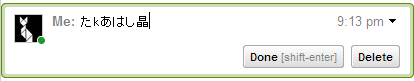 Me: たkあはし晶 9:13 pm
Done [shift-enter] Delete